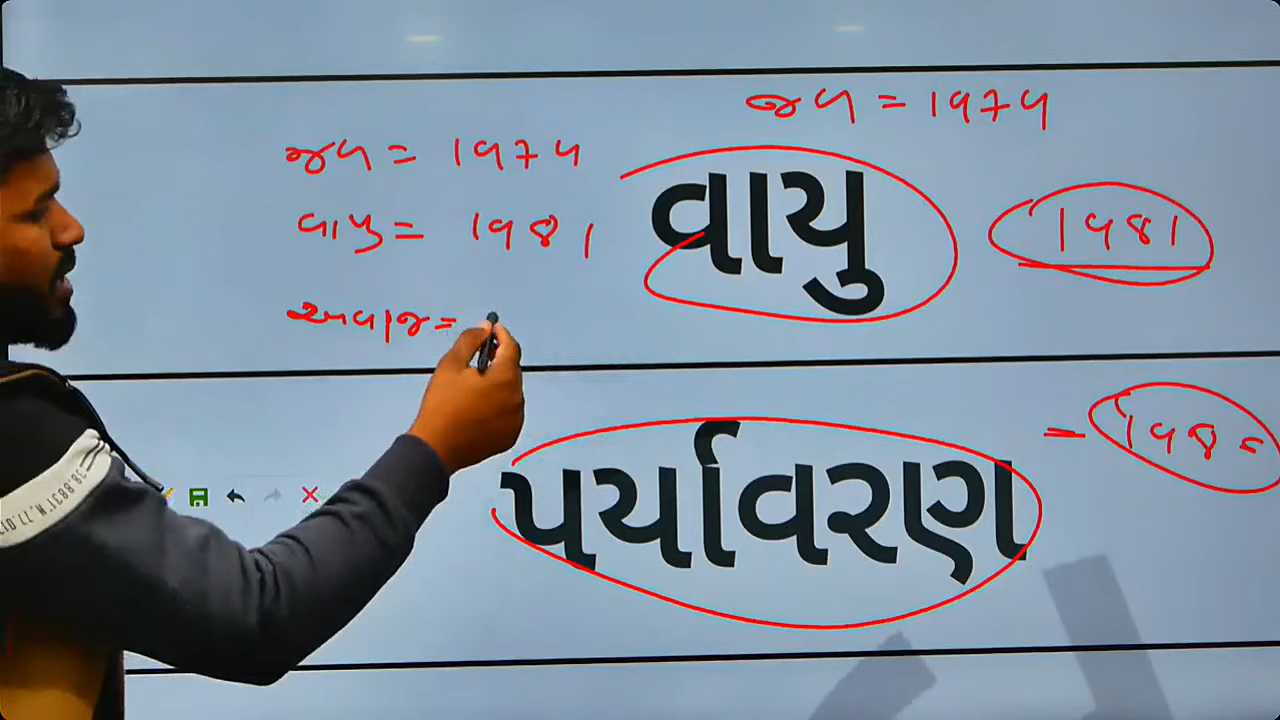 જળ = 1974
જળ = 1974
વાયુ
1981
વાયુ = 1981
અવાજ =
પર્યાવરણ
= 1986